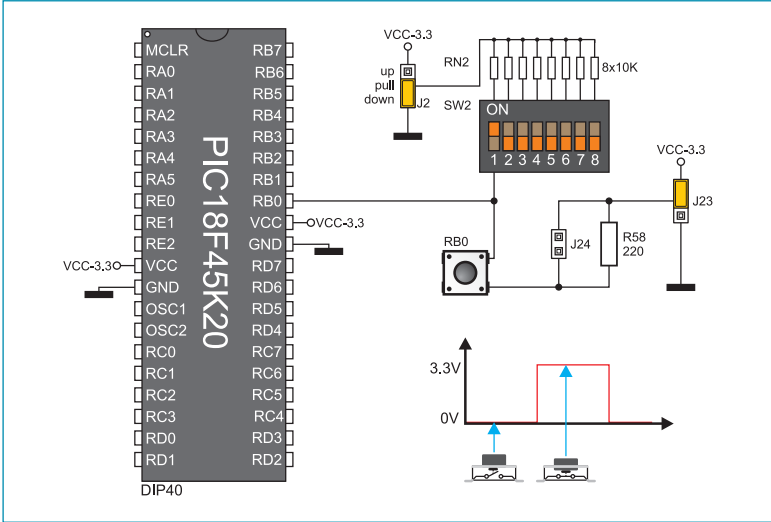 MCLR
RA0
RA1
RA2
RA3
RA4
RA5
RE0
RE1
RE2
VCC-3.3
VCC
GND
OSC1
OSC2
RC0
RC1
RC2
RC3
RD0
RD1
PIC18F45K20
RB7
RB6
RB5
RB4
RB3
RB2
RB1
RB0
VCC
VCC-3.3
GND
RD7
RD6
RD5
RD4
RC7
RC6
RC5
RC4
RD3
RD2
DIP40
VCC-3.3
up
pull
down
J2
RN2
8x10K
SW2
ON
1 2 3 4 5 6 7 8
VCC-3.3
J23
RB0
J24
R58
220
3.3V
0V